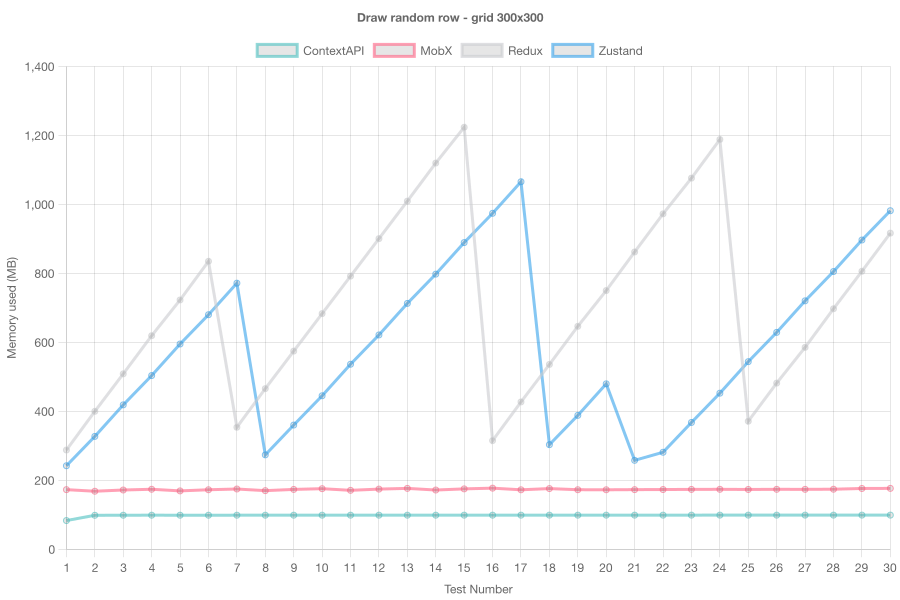 Draw random row - grid 300x300
ContextAPI MobX Redux Zustand
1,400
1,200
1,000
800
600
400
200
0
Memory used (MB)
1 2 3 4 5 6 7 8 9 10 11 12 13 14 15 16 17 18 19 20 21 22 23 24 25 26 27 28 29 30
Test Number